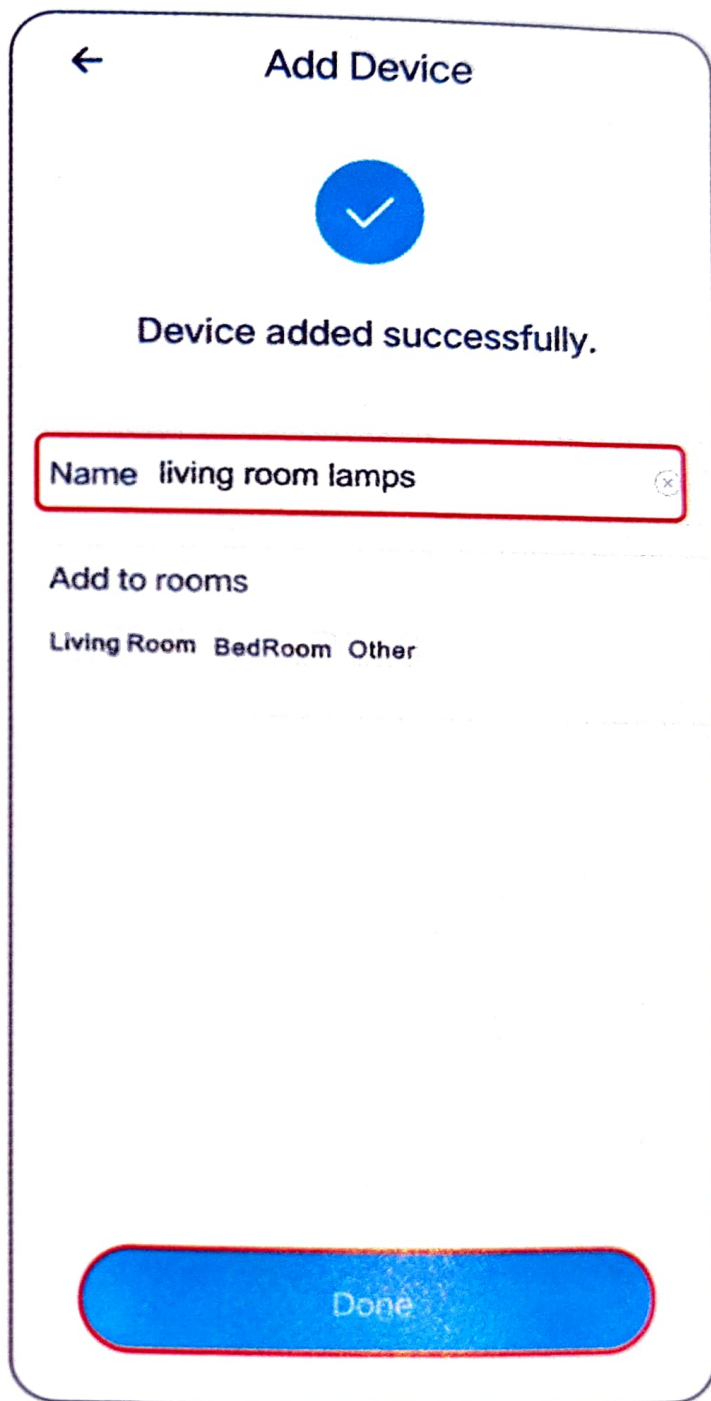 Add Device
Device added successfully.
Name living room lamps
Add to rooms
Living Room BedRoom Other
Done